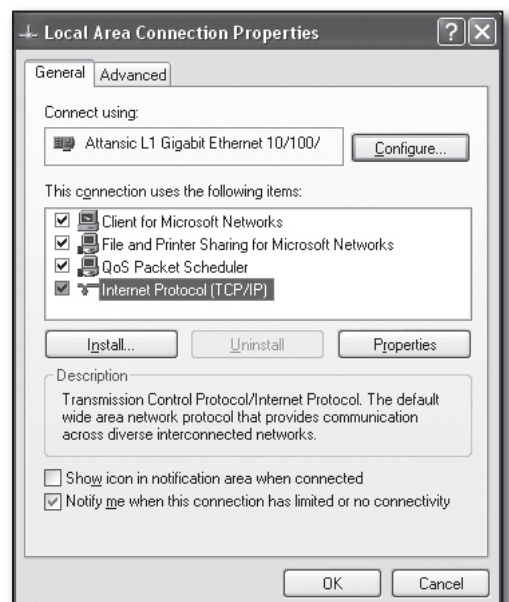 Local Area Connection Properties
General
Advanced
Connect using:
Attansic L1 Gigabit Ethernet 10/100/
Configure...
This connection uses the following items:
Client for Microsoft Networks
File and Printer Sharing for Microsoft Networks
QoS Packet Scheduler
Internet Protocol (TCP/IP)
Install...
Uninstall
Properties
Description
Transmission Control Protocol/Internet Protocol. The default
wide area network protocol that provides communication
across diverse interconnected networks.
Show icon in notification area when connected
Notify me when this connection has limited or no connectivity
OK
Cancel